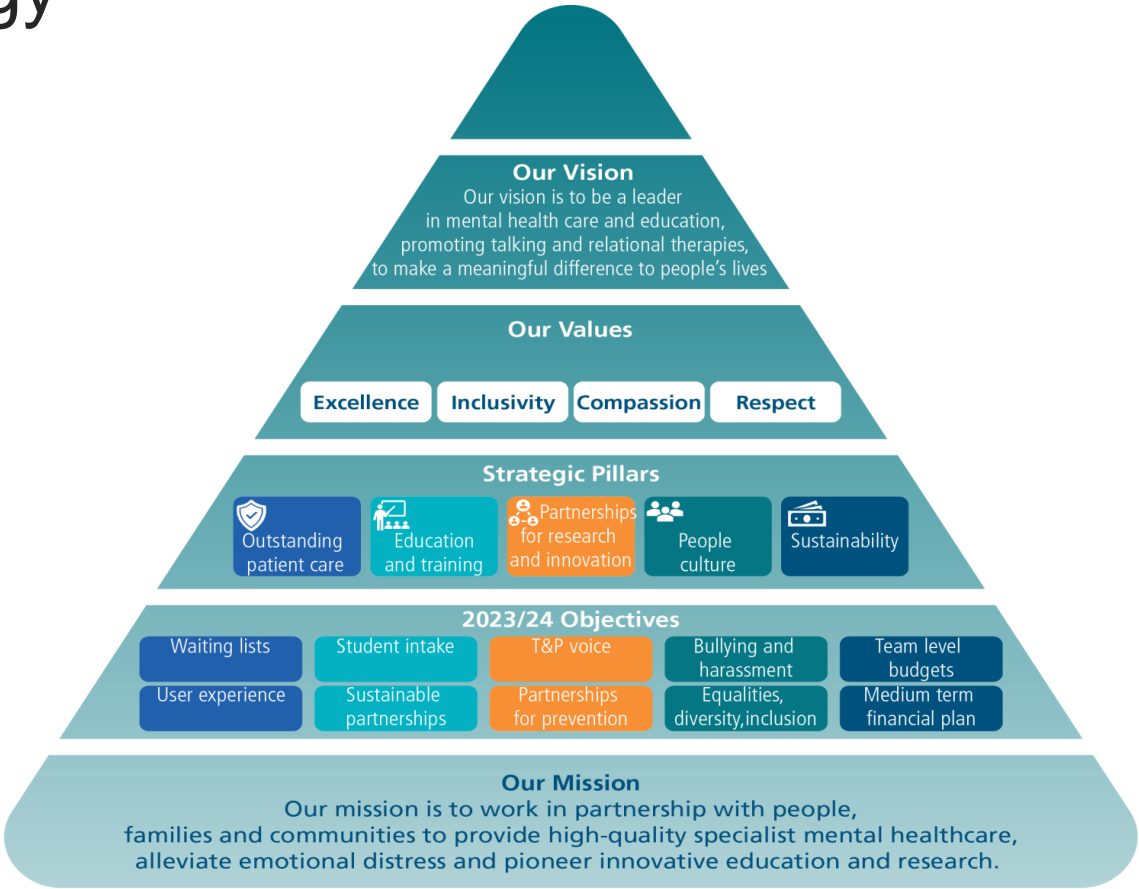 gy
Our Vision
Our vision is to be a leader
in mental health care and education,
promoting talking and relational therapies,
to make a meaningful difference to people's lives
Our Values
Excellence Inclusivity Compassion Respect
Strategic Pillars
Outstanding
patient care
Education
and training
Partnerships
for research
and innovation
People
culture
Sustainability
2023/24 Objectives
Waiting lists
Student intake
T&P voice
Bullying and
harassment
Team level
budgets
User experience
Sustainable
partnerships
Partnerships
for prevention
Equalities,
diversity,inclusion
Medium term
financial plan
Our Mission
Our mission is to work in partnership with people,
families and communities to provide high-quality specialist mental healthcare,
alleviate emotional distress and pioneer innovative education and research.